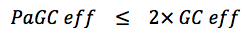 PaGC eff ≤ 2× GC eff